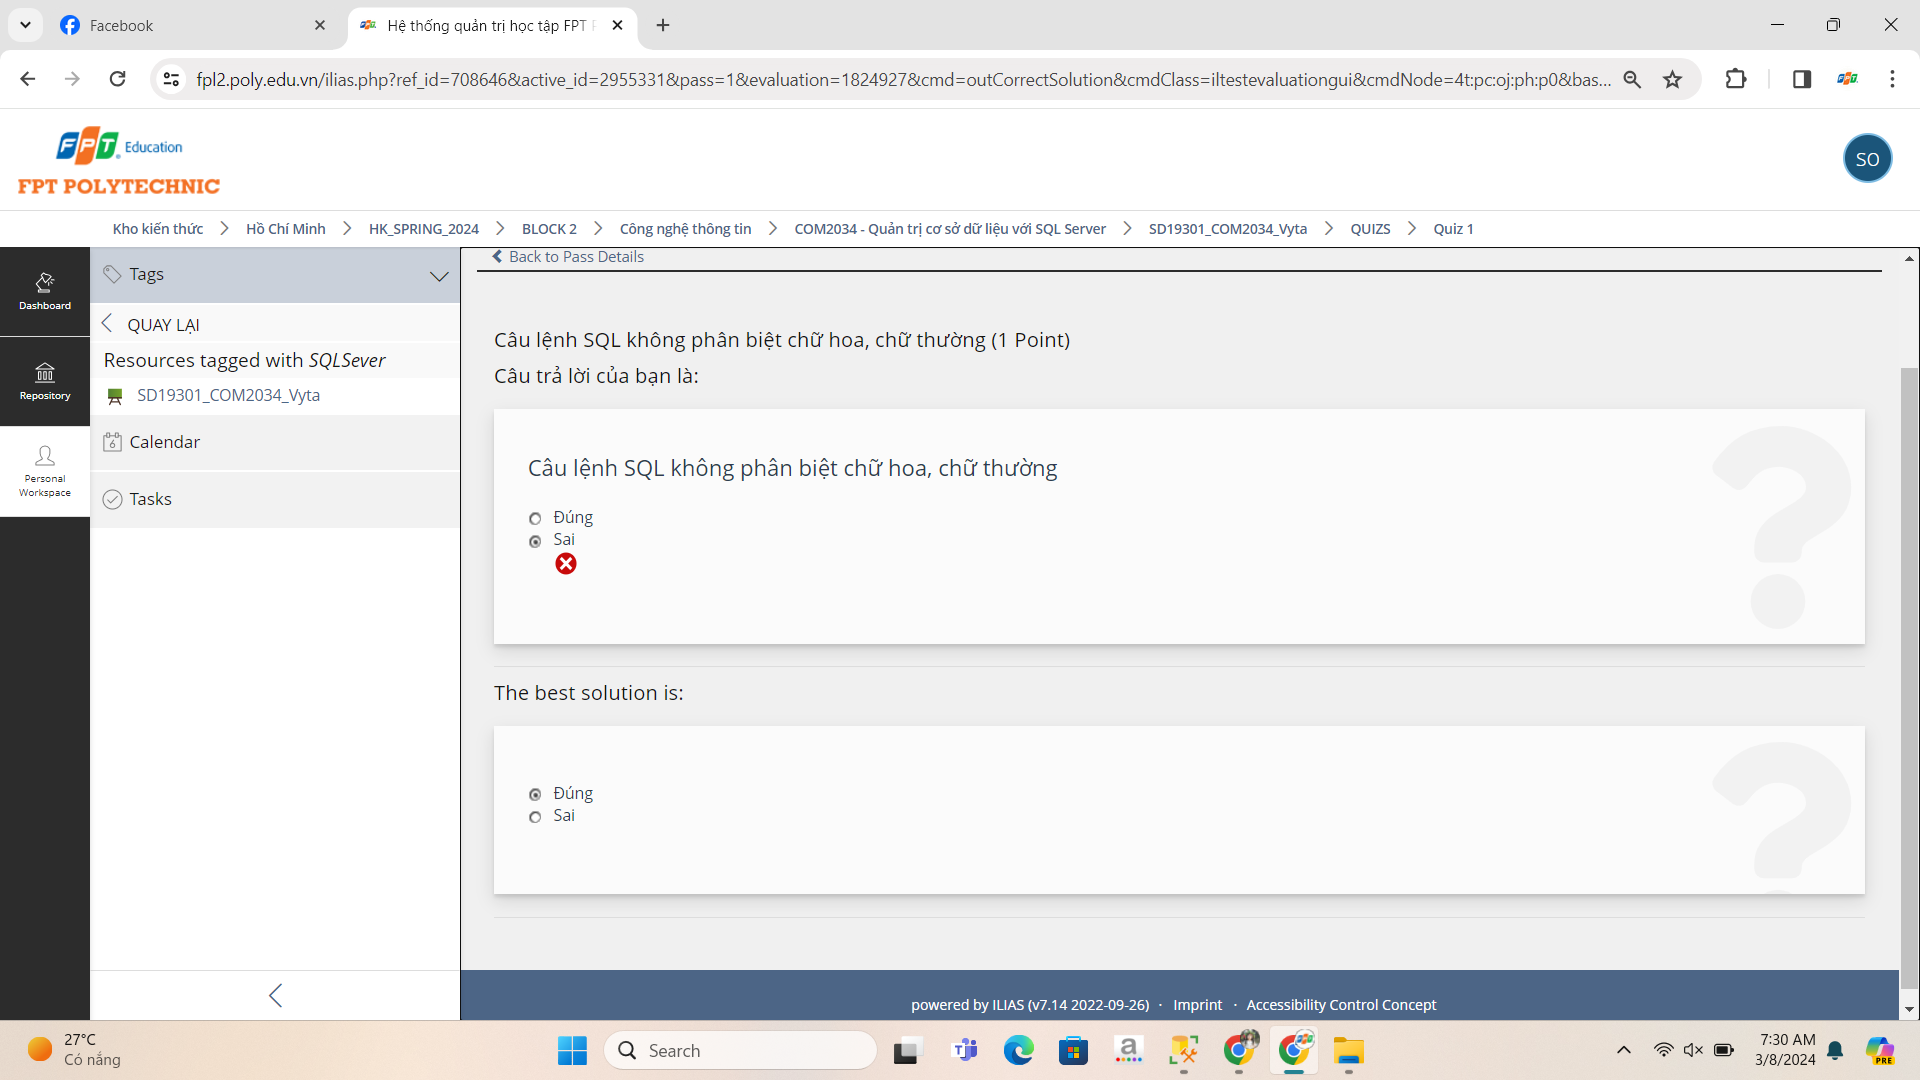 Facebook
Hệ thống quản trị học tập FPT P
fpl2.poly.edu.vn/ilias.php?ref_id=708646&active_id=2955331&pass=1&evaluation=1824927&cmd=outCorrectSolution&cmdClass=iltestevaluationgui&cmdNode=4t:pc:oj:ph:p0&bas...
FPT Education
FPT POLYTECHNIC
SO
Kho kiến thức Hồ Chí Minh HK_SPRING_2024 BLOCK 2 Công nghệ thông tin COM2034 - Quản trị cơ sở dữ liệu với SQL Server SD19301_COM2034_Vyta QUIZS Quiz 1
Dashboard
Repository
Personal
Workspace
Tags
QUAY LẠI
Resources tagged with SQLSever
SD19301_COM2034_Vyta
6 Calendar
Tasks
Back to Pass Details
Câu lệnh SQL không phân biệt chữ hoa, chữ thường (1 Point)
Câu trả lời của bạn là:
Câu lệnh SQL không phân biệt chữ hoa, chữ thường
Đúng
Sai
The best solution is:
Đúng
Sai
powered by ILIAS (v7.14 2022-09-26) · Imprint · Accessibility Control Concept
27°C
Có nắng
Search
7:30 AM
3/8/2024
PRE